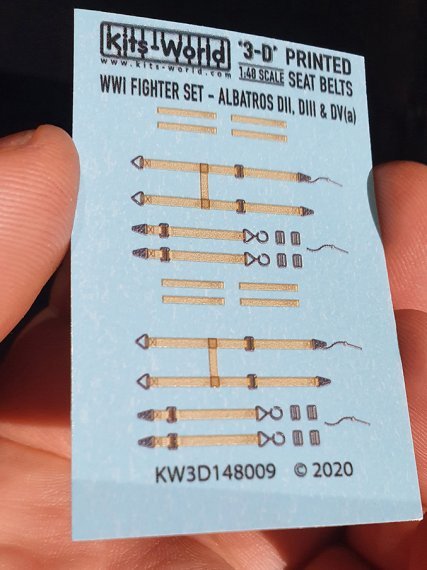 Kits-World
www.kits-world.com
"3-D" PRINTED
1:48 SCALE SEAT BELTS
WWI FIGHTER SET - ALBATROS DII, DIII & DV(a)
KW3D148009 © 2020